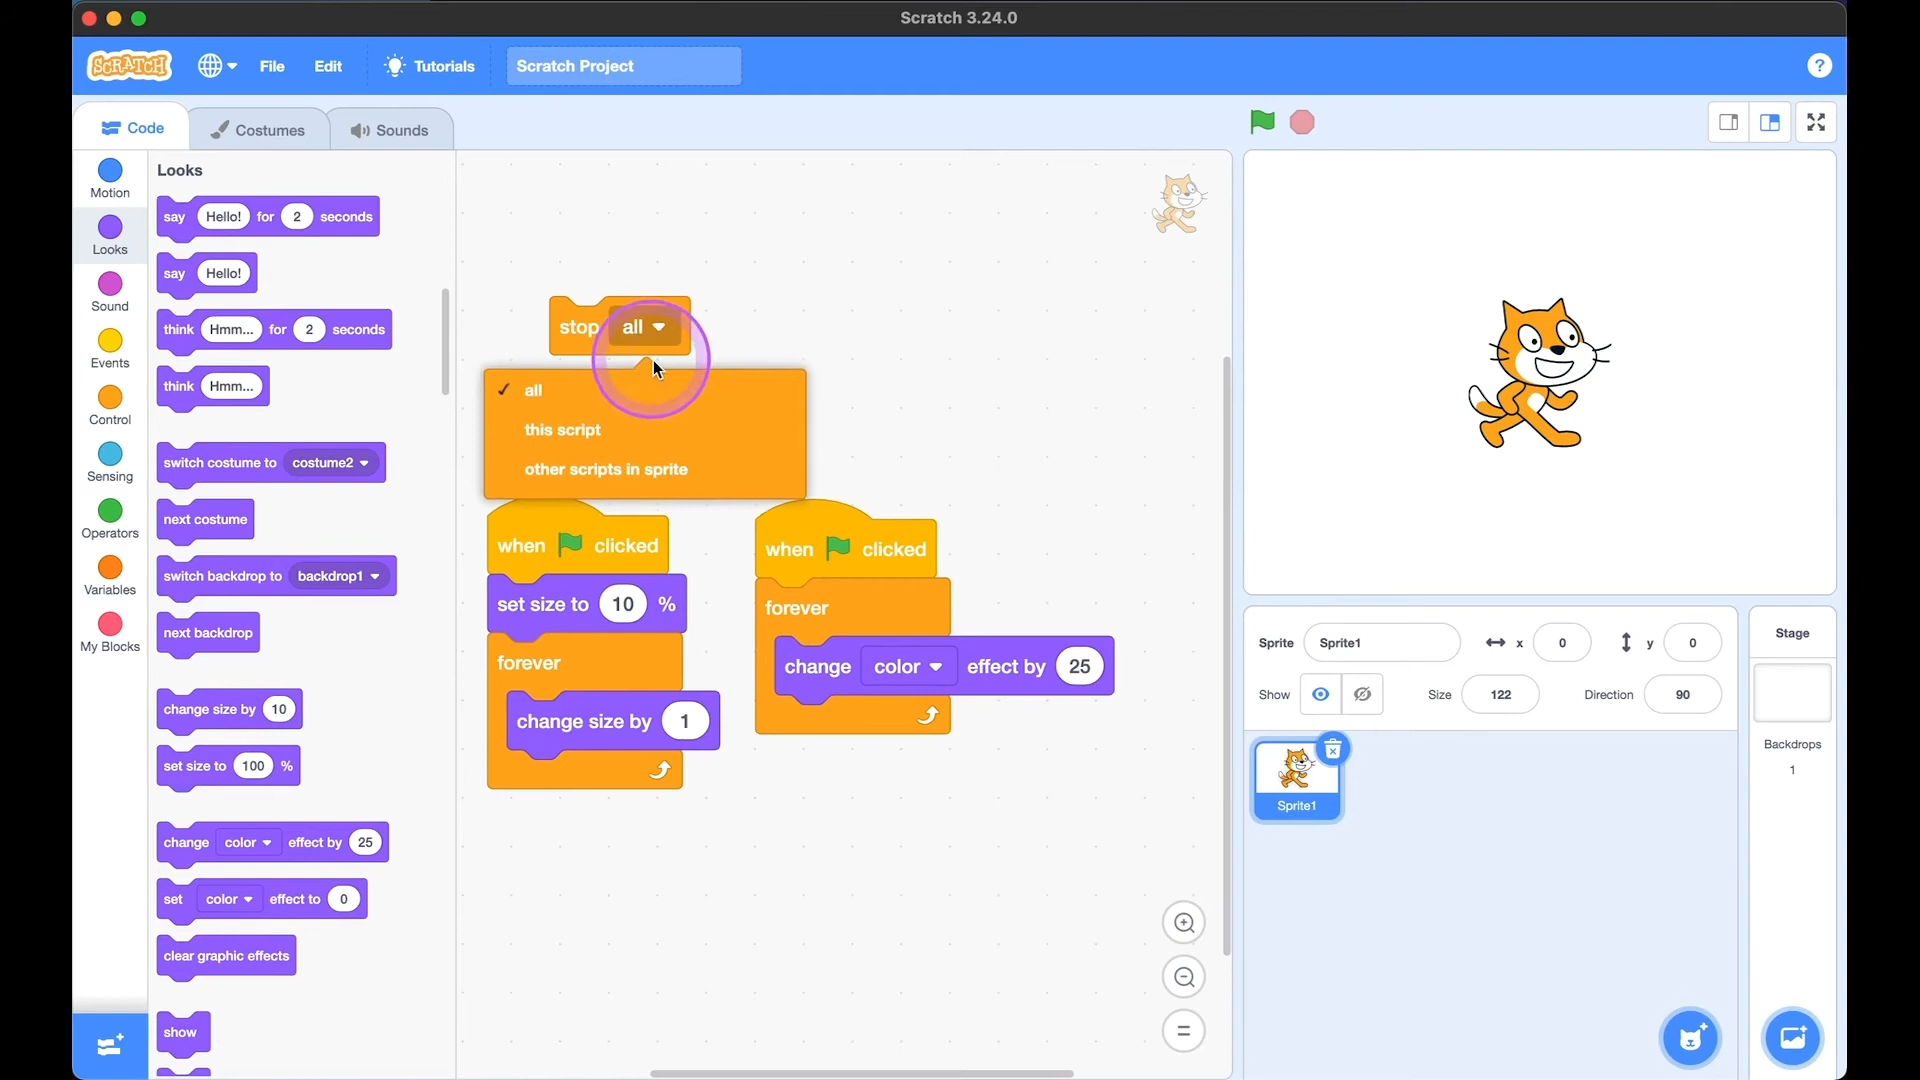 Scratch 3.24.0
SCRATCH
File
Edit
Tutorials
Scratch Project
?
Code
Costumes
Sounds
Motion
Looks
Sound
Events
Control
Sensing
Operators
Variables
My Blocks
Looks
say Hello! for 2 seconds
say Hello!
think Hmm... for 2 seconds
think Hmm...
switch costume to costume2
next costume
switch backdrop to backdrop1
next backdrop
change size by 10
set size to 100 %
change color effect by 25
set color effect to 0
clear graphic effects
show
stop all
all
this script
other scripts in sprite
when clicked
set size to 10 %
forever
change size by 1
when clicked
forever
change color effect by 25
Sprite Sprite1 x 0 y 0
Show Size 122 Direction 90
Sprite1
Stage
Backdrops
1